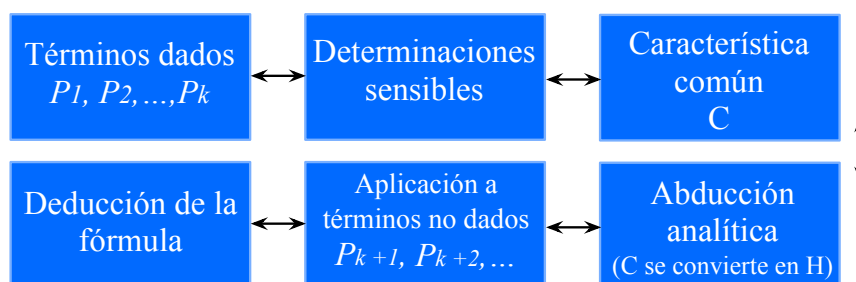 Términos dados
P1, P2,...,Pk
Determinaciones
sensibles
Característica
común
C
Deducción de la
fórmula
Aplicación a
términos no dados
Pk +1, Pk +2,...
Abducción
analítica
(C se convierte en H)